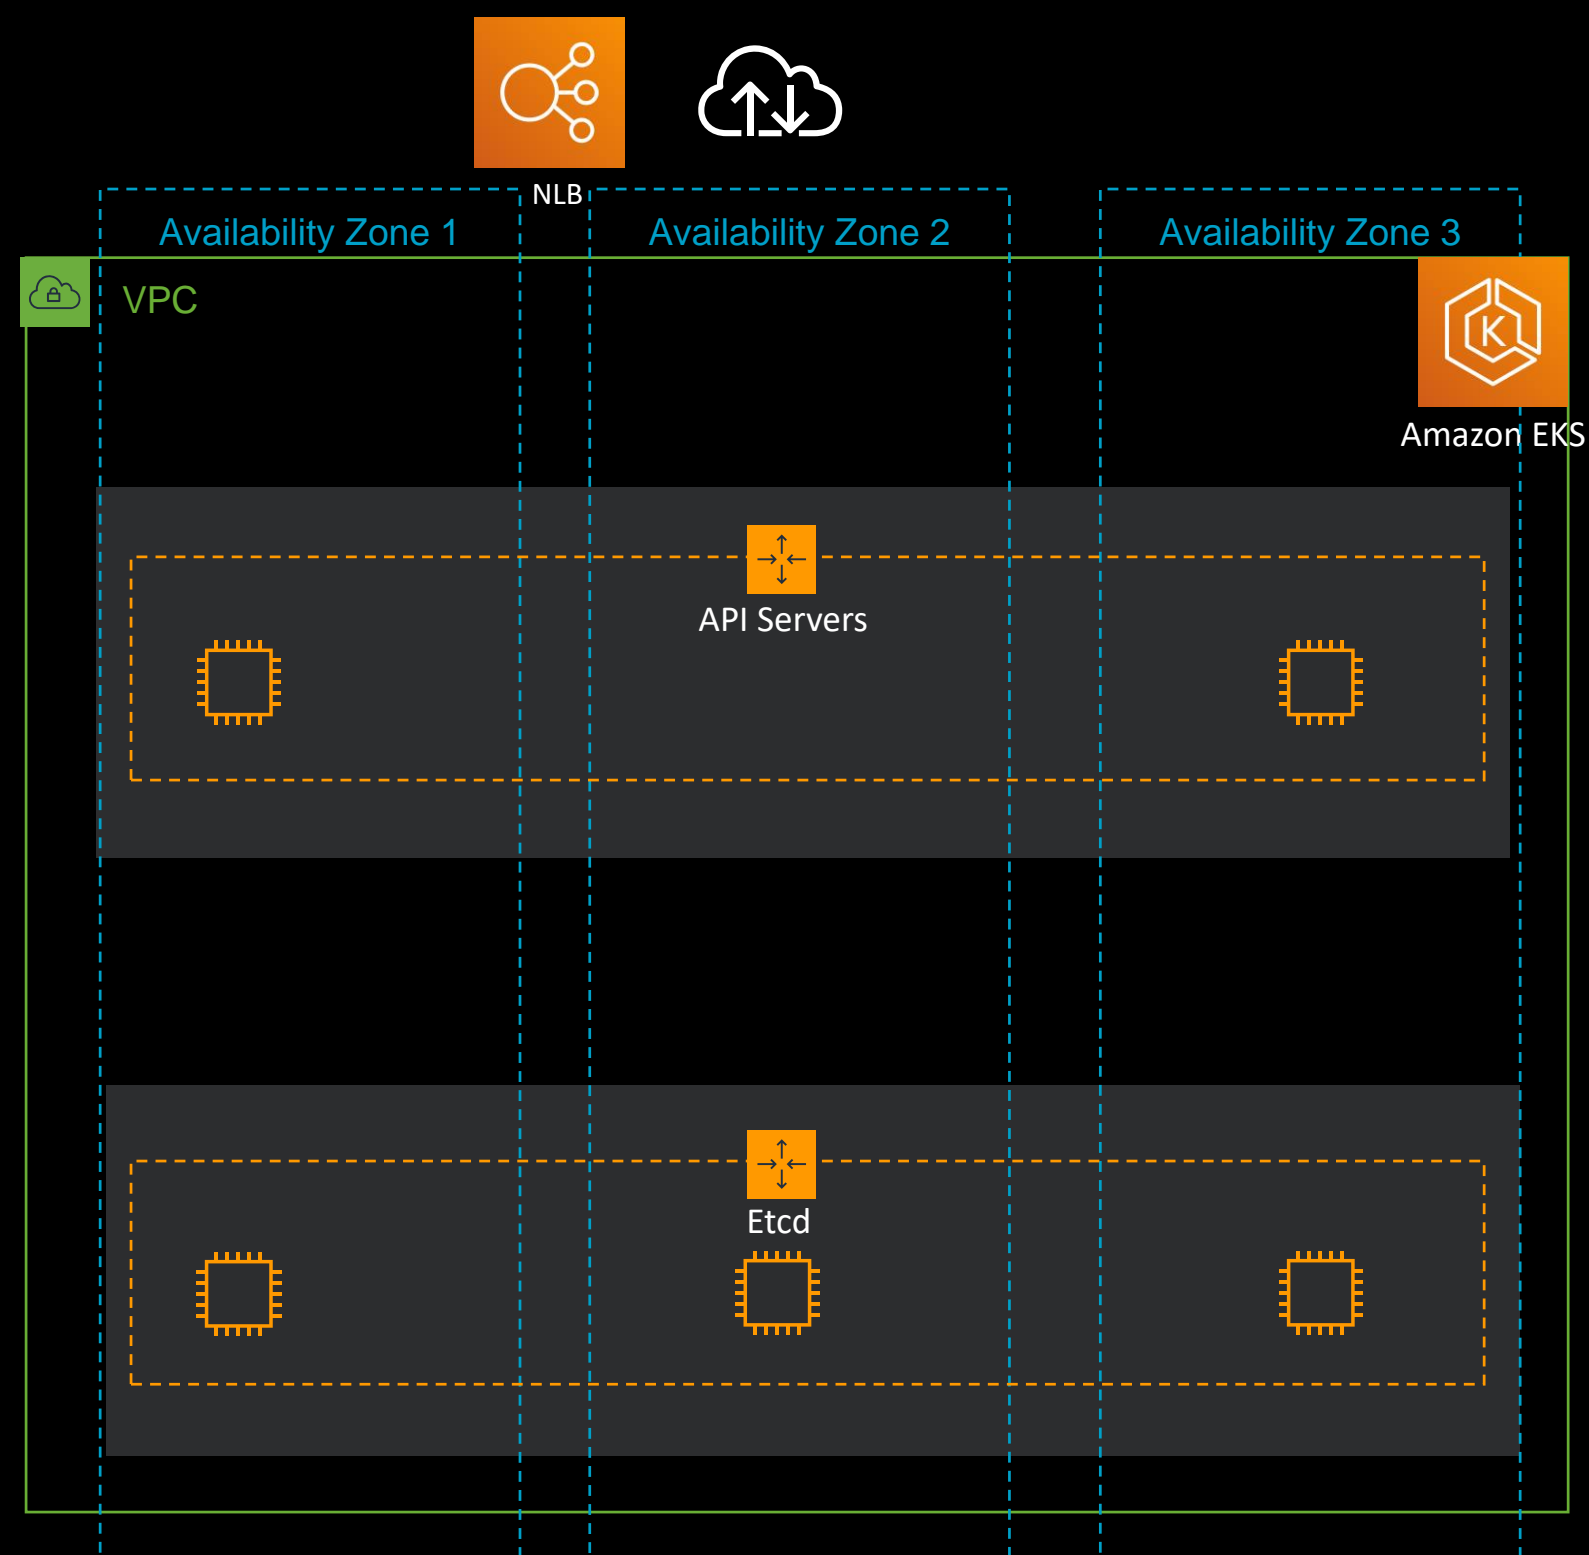 NLB
Availability Zone 1
Availability Zone 2
Availability Zone 3
VPC
K
Amazon EKS
API Servers
Etcd